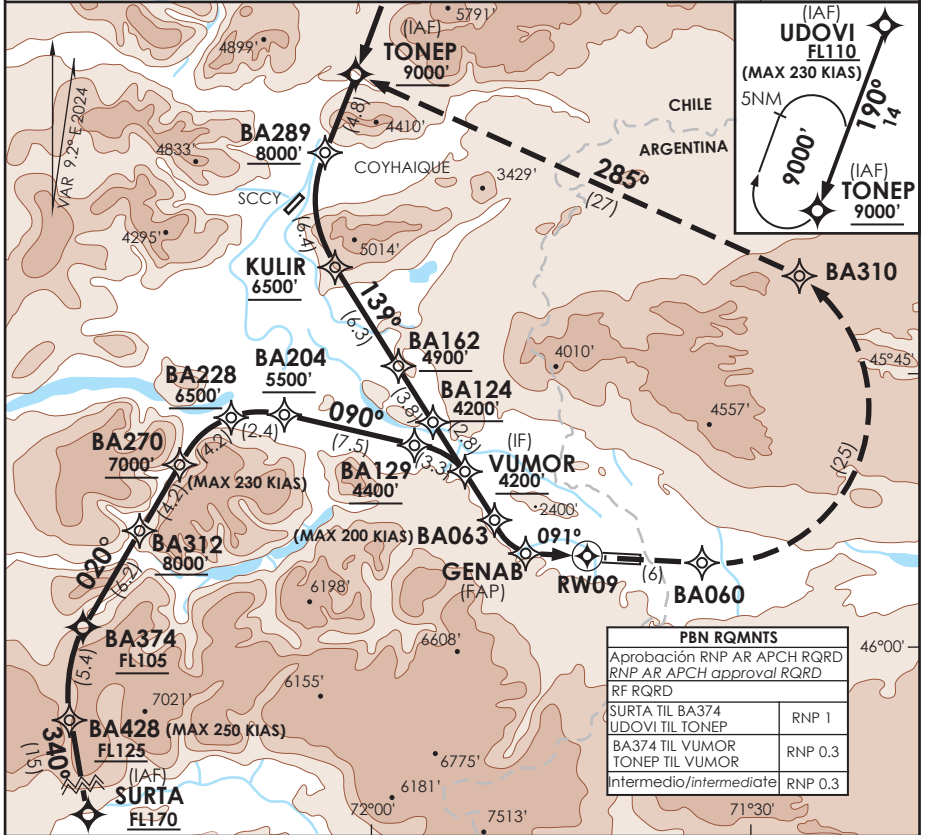 5791'
(IAF)
TONEP
9000'
4899'
(4.8)
4410'
BA289
8000'
4833'
VAR 9.2° E 2024
COYHAIQUE
CHILE
ARGENTINA
3429'
SCCY
(6.4)
4295'
5014'
285°
(27)
KULIR
6500'
139°
(6.3)
BA310
(IAF)
UDOVI
FL110
(MAX 230 KIAS)
5NM
190°
14
9000'
(IAF)
TONEP
9000'
BA162
4900'
4010'
45°45'
BA204
5500'
BA228
6500'
(3.8)
BA124
4200'
4557'
(2.4)
090°
(7.5)
(2.8)
(IF)
VUMOR
4200'
BA270
7000'
(4.2)
(MAX 230 KIAS)
BA129
4400'
(3.3)
(25)
(4.2)
2400'
BA312
8000'
(MAX 200 KIAS)
BA063
091°
GENAB
(FAP)
RW09
(6)
BA060
020°
(6.2)
6198'
BA374
FL105
6608'
46°00'
(5.4)
7021'
6155'
BA428
(MAX 250 KIAS)
FL125
340°
(15)
(IAF)
SURTA
FL170
6775'
6181'
72°00'
7513'
71°30'
PBN RQMNTS
Aprobación RNP AR APCH RQRD
RNP AR APCH approval RQRD
RF RQRD
SURTA TIL BA374
UDOVI TIL TONEP
RNP 1
BA374 TIL VUMOR
TONEP TIL VUMOR
RNP 0.3
Intermedio/intermediate
RNP 0.3